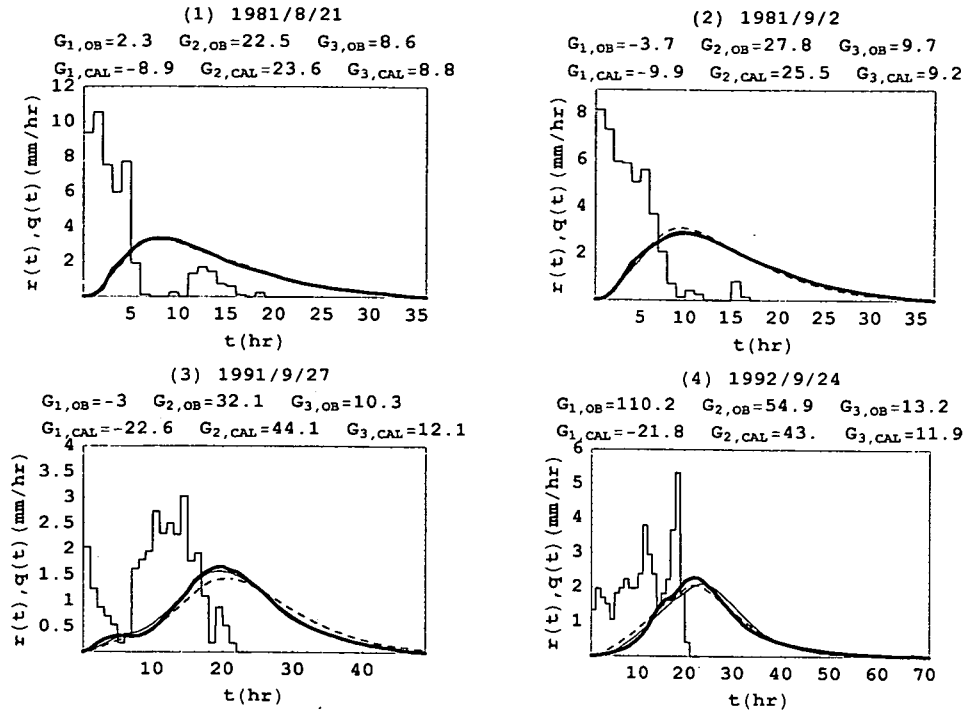 (1) 1981/8/21
G1,OB=2.3 G2,OB=22.5 G3,OB=8.6
G1,CAL=-8.9 G2,CAL=23.6 G3,CAL=8.8
12
10
8
6
4
2
r(t),q(t)(mm/hr)
5 10 15 20 25 30 35
t(hr)
(2) 1981/9/2
G1,OB=-3.7 G2,OB=27.8 G3,OB=9.7
G1,CAL=-9.9 G2,CAL=25.5 G3,CAL=9.2
8
6
4
2
r(t),q(t)(mm/hr)
5 10 15 20 25 30 35
t(hr)
(3) 1991/9/27
G1,OB=-3 G2,OB=32.1 G3,OB=10.3
G1,CAL=-22.6 G2,CAL=44.1 G3,CAL=12.1
4
3.5
3
2.5
2
1.5
1
0.5
r(t),q(t)(mm/hr)
10 20 30 40
t(hr)
(4) 1992/9/24
G1,OB=110.2 G2,OB=54.9 G3,OB=13.2
G1,CAL=-21.8 G2,CAL=43. G3,CAL=11.9
6
5
4
3
2
1
r(t),q(t)(mm/hr)
10 20 30 40 50 60 70
t(hr)